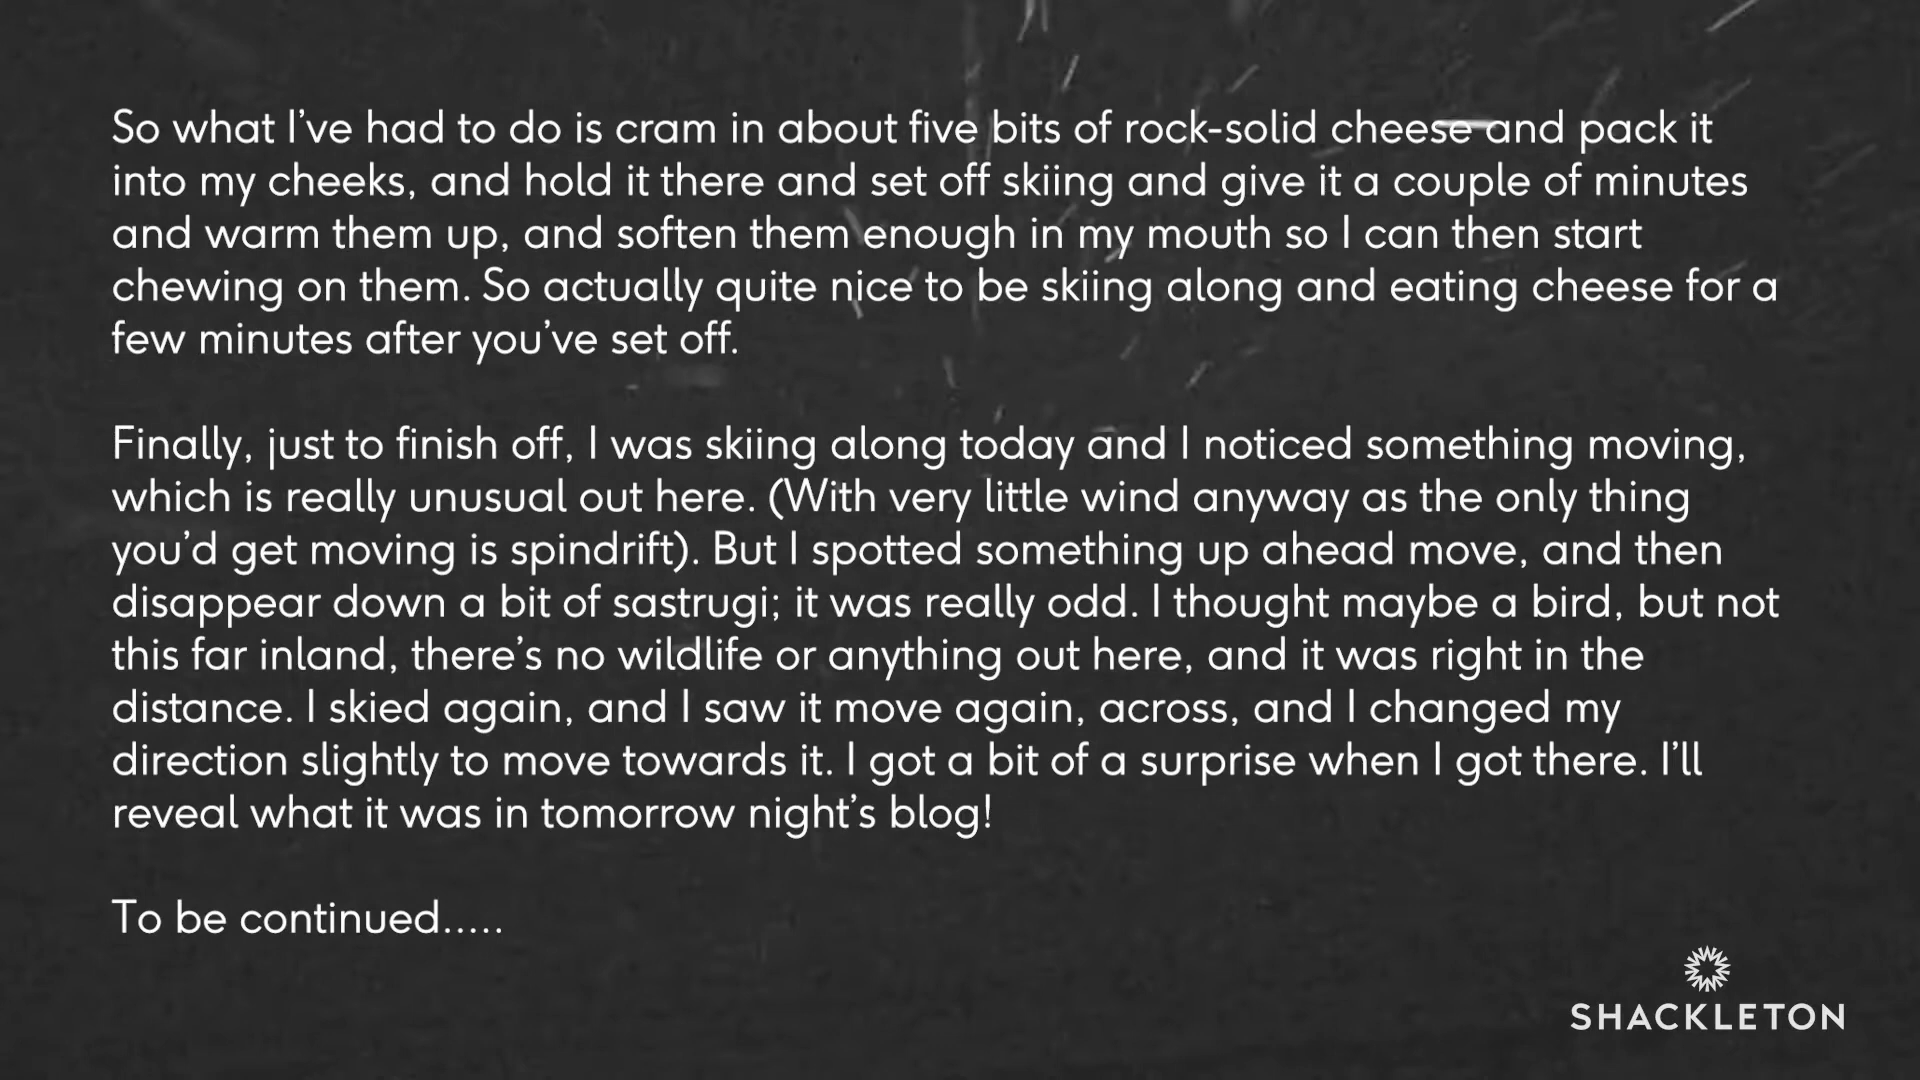 So what I've had to do is cram in about five bits of rock-solid cheese and pack it
into my cheeks, and hold it there and set off skiing and give it a couple of minutes
and warm them up, and soften them enough in my mouth so I can then start
chewing on them. So actually quite nice to be skiing along and eating cheese for a
few minutes after you've set off.
Finally, just to finish off, I was skiing along today and I noticed something moving,
which is really unusual out here. (With very little wind anyway as the only thing
you'd get moving is spindrift). But I spotted something up ahead move, and then
disappear down a bit of sastrugi; it was really odd. I thought maybe a bird, but not
this far inland, there's no wildlife or anything out here, and it was right in the
distance. I skied again, and I saw it move again, across, and I changed my
direction slightly to move towards it. I got a bit of a surprise when I got there. I'll
reveal what it was in tomorrow night's blog!
To be continued.....
SHACKLETON